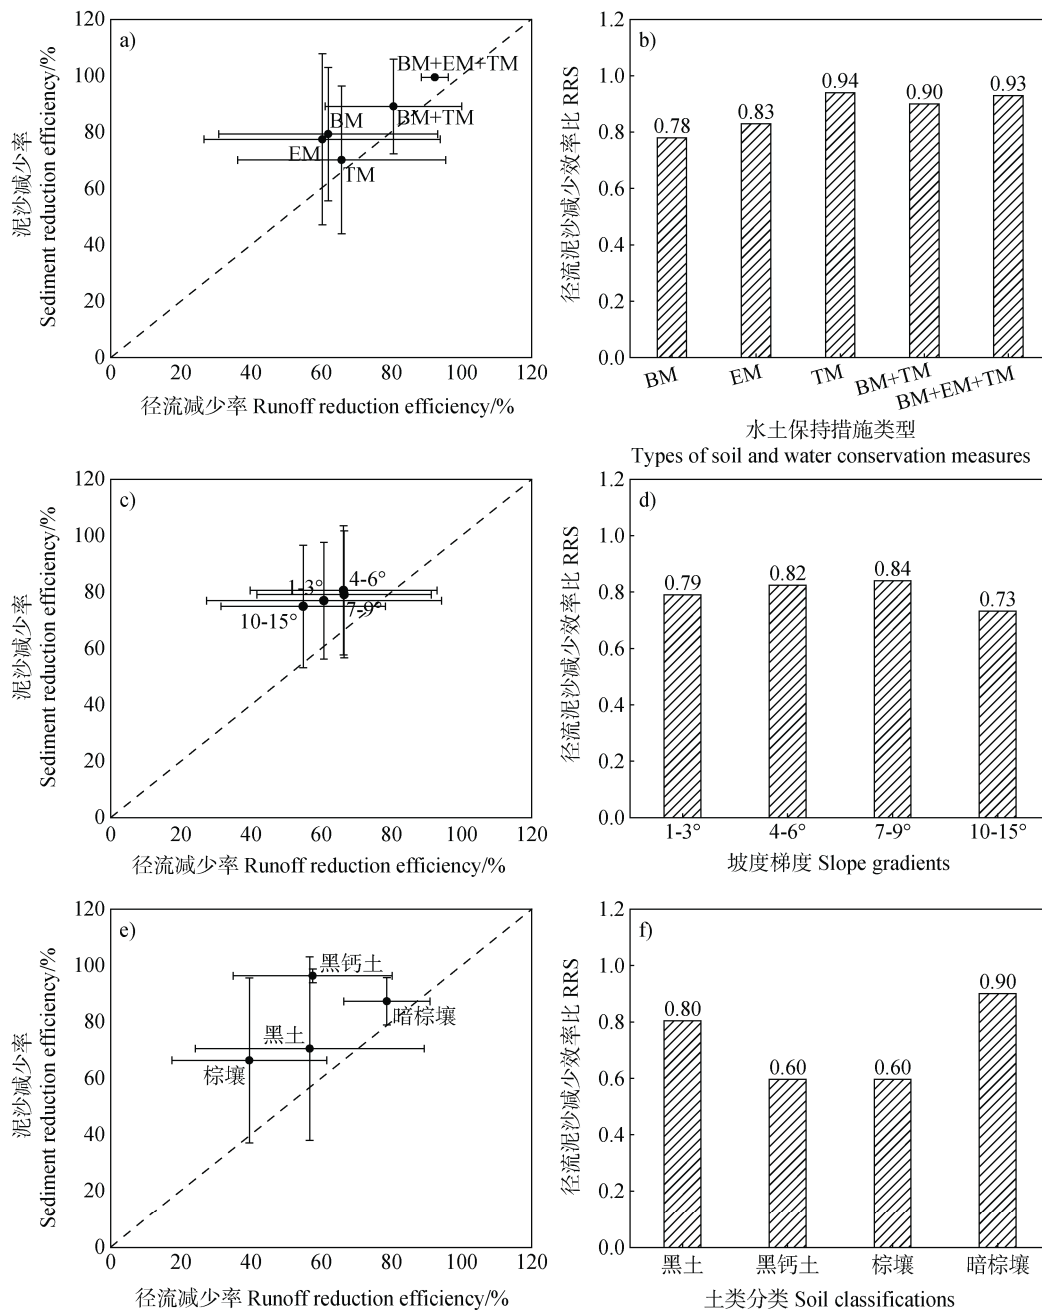 a)
120
100
80
60
40
20
0
泥沙减少率
Sediment reduction efficiency/%
BM+EM+TM
BM+TM
BM
EM
TM
0 20 40 60 80 100 120
径流减少率 Runoff reduction efficiency/%
b)
1.2
1.0
0.8
0.6
0.4
0.2
0.0
径流泥沙减少效率比 RRS
0.78 0.83 0.94 0.90 0.93
BM EM TM BM+TM BM+EM+TM
水土保持措施类型
Types of soil and water conservation measures
c)
120
100
80
60
40
20
0
泥沙减少率
Sediment reduction efficiency/%
4-6°
1-3°
7-9°
10-15°
0 20 40 60 80 100 120
径流减少率 Runoff reduction efficiency/%
d)
1.2
1.0
0.8
0.6
0.4
0.2
0.0
径流泥沙减少效率比 RRS
0.79 0.82 0.84 0.73
1-3° 4-6° 7-9° 10-15°
坡度梯度 Slope gradients
e)
120
100
80
60
40
20
0
泥沙减少率
Sediment reduction efficiency/%
黑钙土
暗棕壤
黑土
棕壤
0 20 40 60 80 100 120
径流减少率 Runoff reduction efficiency/%
f)
1.2
1.0
0.8
0.6
0.4
0.2
0.0
径流泥沙减少效率比 RRS
0.80 0.60 0.60 0.90
黑土 黑钙土 棕壤 暗棕壤
土类分类 Soil classifications